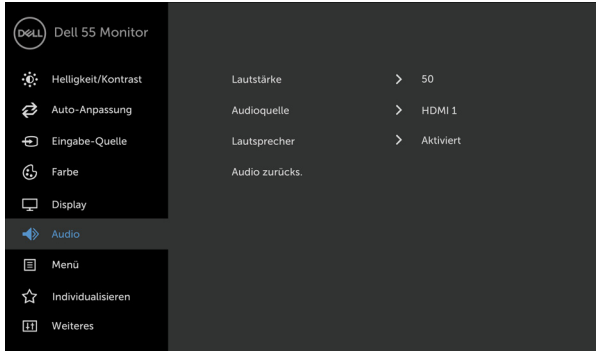 DELL Dell 55 Monitor
Helligkeit/Kontrast
Auto-Anpassung
Eingabe-Quelle
Farbe
Display
Audio
Menü
Individualisieren
Weiteres
Lautstärke > 50
Audioquelle > HDMI 1
Lautsprecher > Aktiviert
Audio zurücks.